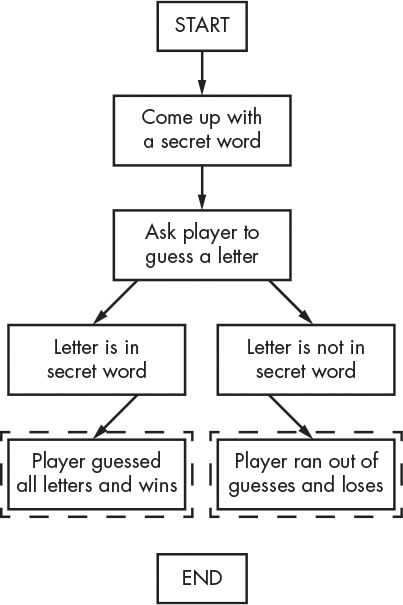 START
Come up with
a secret word
Ask player to
guess a letter
Letter is in
secret word
Letter is not in
secret word
Player guessed
all letters and wins
Player ran out of
guesses and loses
END